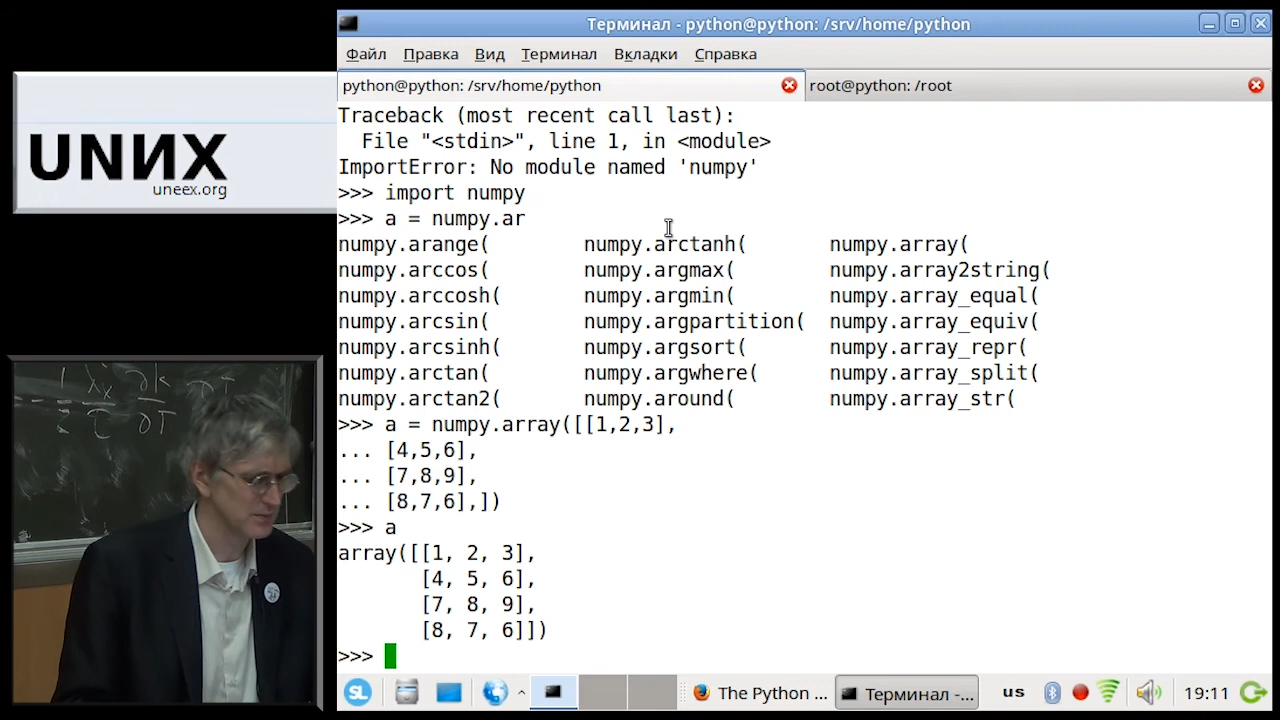 UNИX
uneex.org
Терминал - python@python: /srv/home/python
Файл Правка Вид Терминал Вкладки Справка
python@python: /srv/home/python
root@python: /root
Traceback (most recent call last):
  File "<stdin>", line 1, in <module>
ImportError: No module named 'numpy'
>>> import numpy
>>> a = numpy.ar
numpy.arange( numpy.arctanh( numpy.array(
numpy.arccos( numpy.argmax( numpy.array2string(
numpy.arccosh( numpy.argmin( numpy.array_equal(
numpy.arcsin( numpy.argpartition( numpy.array_equiv(
numpy.arcsinh( numpy.argsort( numpy.array_repr(
numpy.arctan( numpy.argwhere( numpy.array_split(
numpy.arctan2( numpy.around( numpy.array_str(
>>> a = numpy.array([[1,2,3],
... [4,5,6],
... [7,8,9],
... [8,7,6],])
>>> a
array([[1, 2, 3],
       [4, 5, 6],
       [7, 8, 9],
       [8, 7, 6]])
>>>
SL The Python ... Терминал -... us 19:11